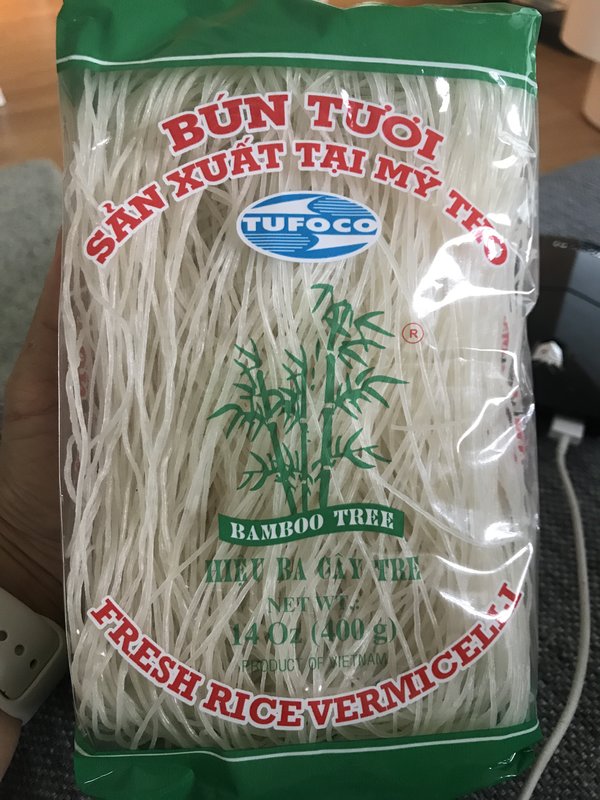 BÚN TƯƠI
SẢN XUẤT TẠI MỸ THO
TUFOCO
®
BAMBOO TREE
HIỆU BA CÂY TRE
NET WT.:
14 Oz (400 g)
PRODUCT OF VIETNAM
FRESH RICE VERMICELLI